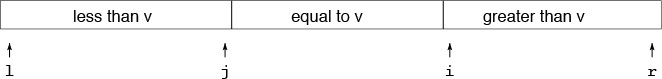 less than v equal to v greater than v
l j i r